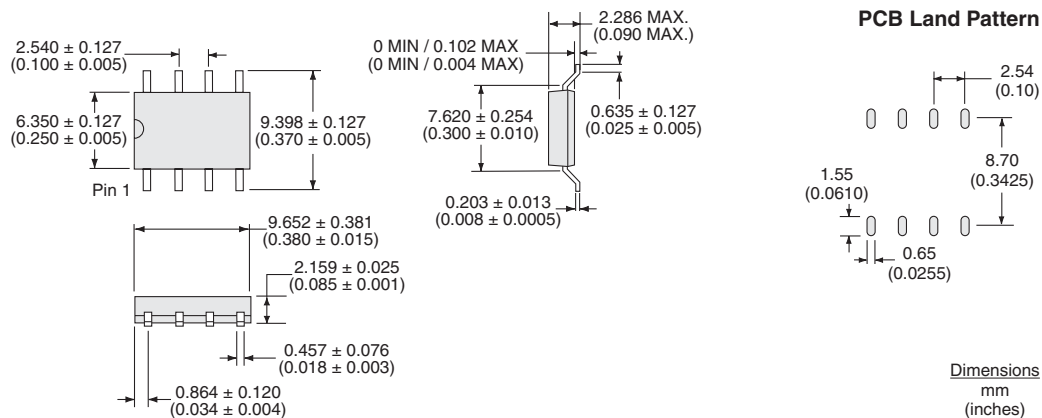 2.540 ± 0.127
(0.100 ± 0.005)
6.350 ± 0.127
(0.250 ± 0.005)
9.398 ± 0.127
(0.370 ± 0.005)
Pin 1
9.652 ± 0.381
(0.380 ± 0.015)
2.159 ± 0.025
(0.085 ± 0.001)
0.457 ± 0.076
(0.018 ± 0.003)
0.864 ± 0.120
(0.034 ± 0.004)
2.286 MAX.
(0.090 MAX.)
0 MIN / 0.102 MAX
(0 MIN / 0.004 MAX)
7.620 ± 0.254
(0.300 ± 0.010)
0.635 ± 0.127
(0.025 ± 0.005)
0.203 ± 0.013
(0.008 ± 0.0005)
PCB Land Pattern
2.54
(0.10)
8.70
(0.3425)
1.55
(0.0610)
0.65
(0.0255)
Dimensions
mm
(inches)